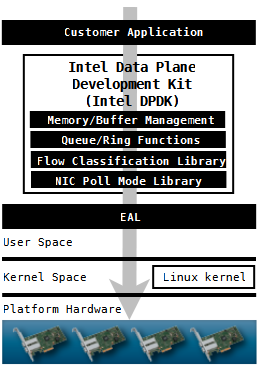 Customer Application
Intel Data Plane
Development Kit
(Intel DPDK)
Memory/Buffer Management
Queue/Ring Functions
Flow Classification Library
NIC Poll Mode Library
EAL
User Space
Kernel Space
Linux kernel
Platform Hardware